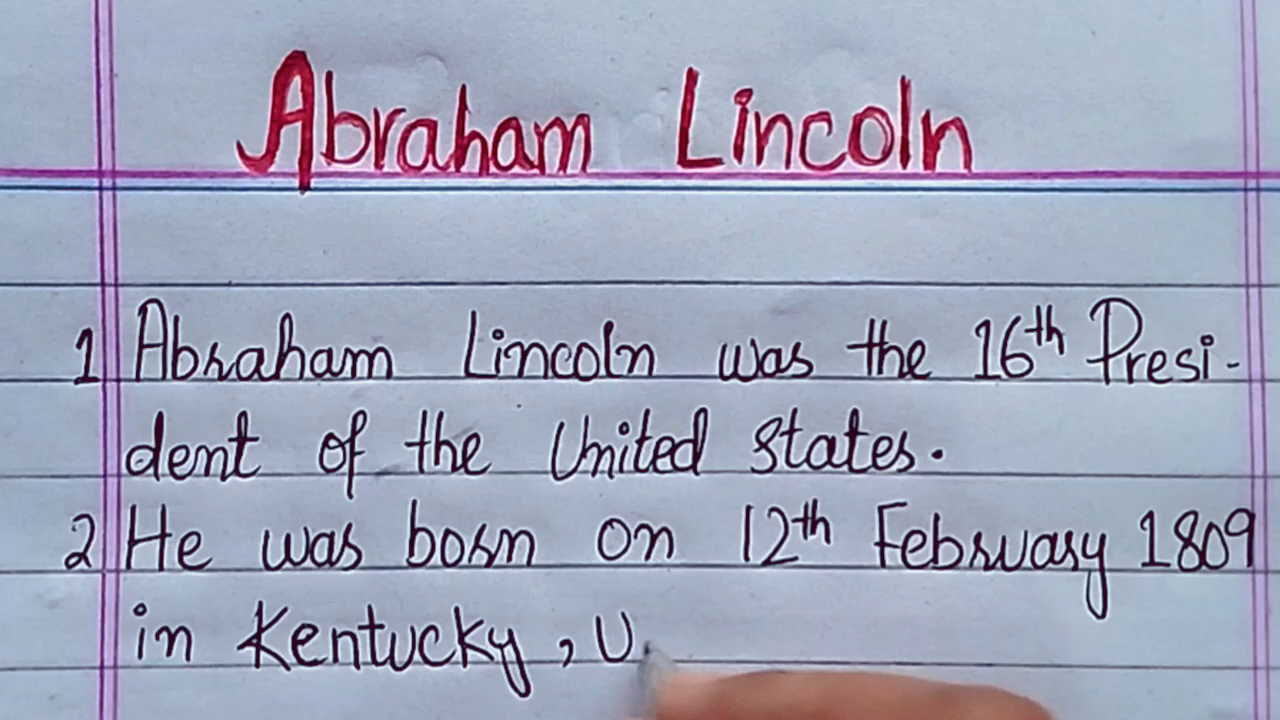 Abraham Lincoln
1 Abraham Lincoln was the 16th Presi-
dent of the United States.
2 He was born on 12th February 1809
in Kentucky, U.